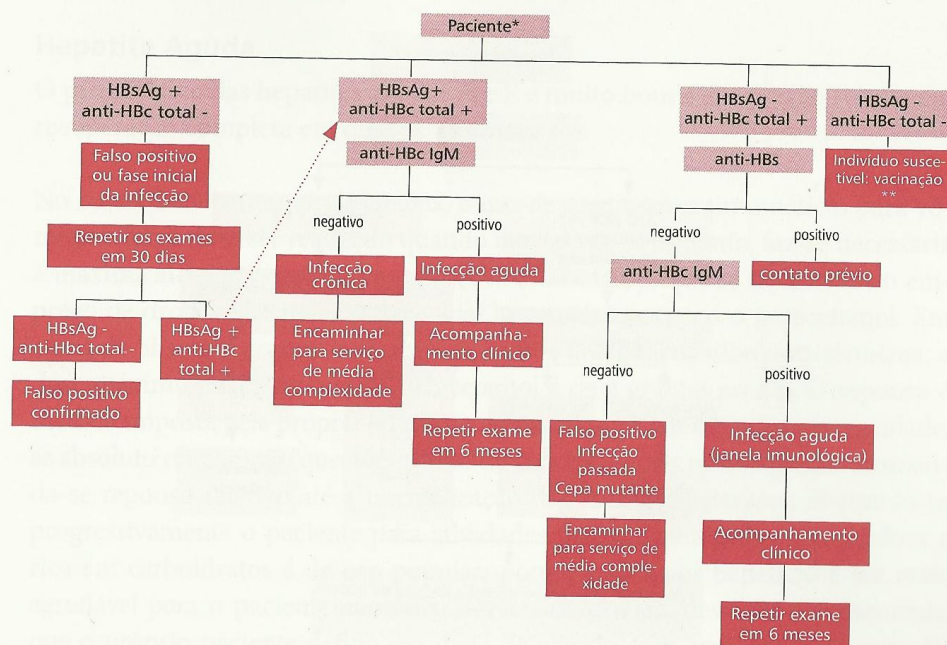 Paciente*
HBsAg +
anti-HBc total -
Falso positivo
ou fase inicial
da infecção
Repetir os exames
em 30 dias
HBsAg -
anti-Hbc total -
Falso positivo
confirmado
HBsAg +
anti-HBc
total +
HBsAg+
anti-HBc total +
anti-HBc IgM
negativo
Infecção
crônica
Encaminhar
para serviço
de média
complexidade
positivo
Infecção aguda
Acompanha-
mento clínico
Repetir exame
em 6 meses
HBsAg -
anti-HBc total +
anti-HBs
negativo
anti-HBc IgM
negativo
Falso positivo
Infecção
passada
Cepa mutante
Encaminhar
para serviço de
média comple-
xidade
positivo
Infecção aguda
(janela imunológica)
Acompanhamento
clínico
Repetir exame
em 6 meses
positivo
contato prévio
HBsAg -
anti-HBc total -
Indivíduo susce-
tível: vacinação
**
Hepatite Aguda